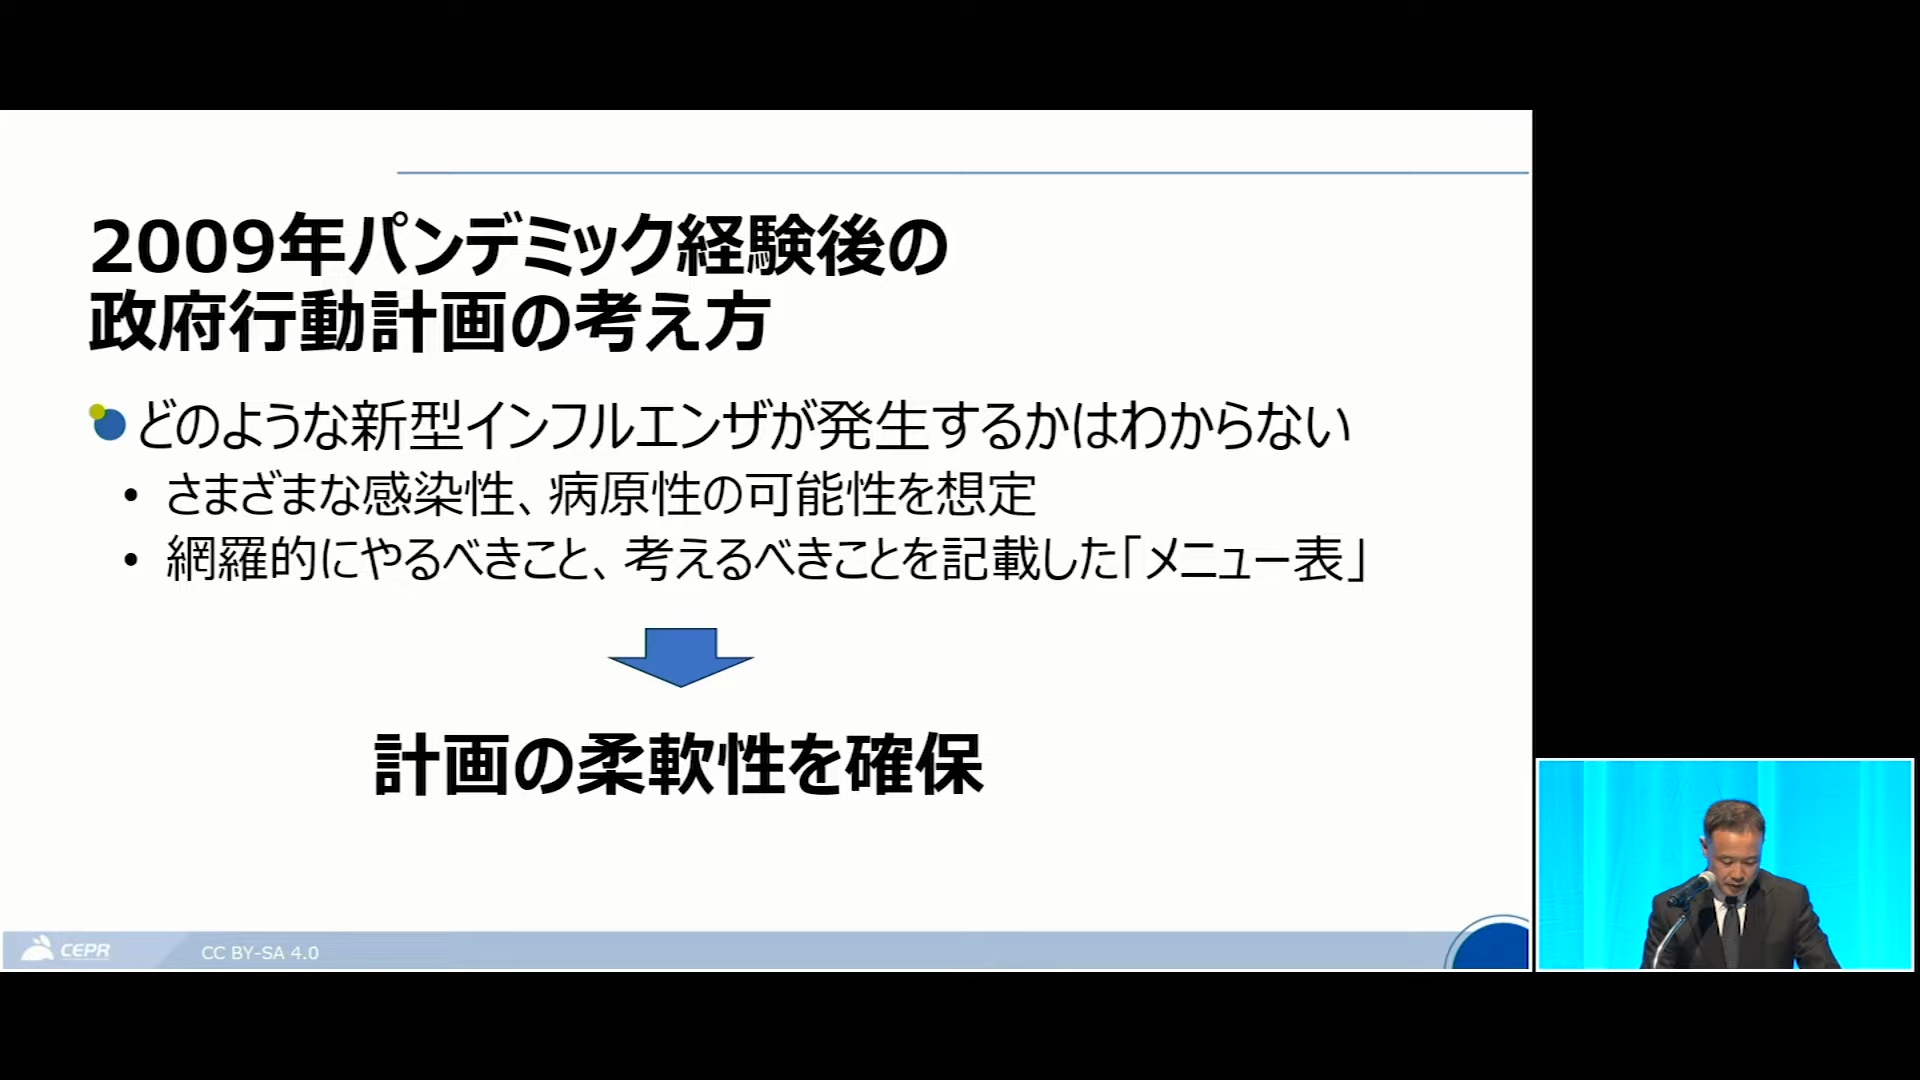 2009年パンデミック経験後の
政府行動計画の考え方
どのような新型インフルエンザが発生するかはわからない
• さまざまな感染性、病原性の可能性を想定
• 網羅的にやるべきこと、考えるべきことを記載した「メニュー表」
計画の柔軟性を確保
CEPR
CC BY-SA 4.0